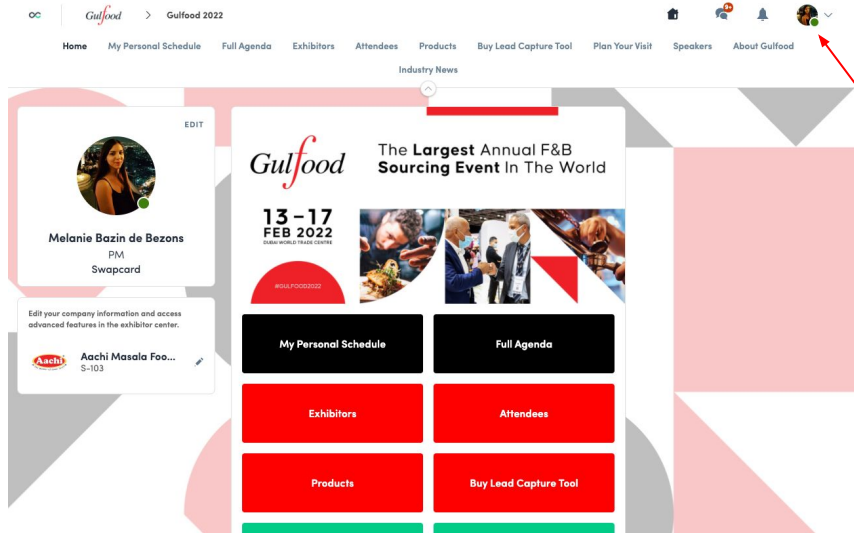 Gulfood > Gulfood 2022
9+
Home My Personal Schedule Full Agenda Exhibitors Attendees Products Buy Lead Capture Tool Plan Your Visit Speakers About Gulfood
Industry News
EDIT
Melanie Bazin de Bezons
PM
Swapcard
Edit your company information and access
advanced features in the exhibitor center.
Aachi
Aachi Masala Foo...
S-103
Gulfood
The Largest Annual F&B
Sourcing Event In The World
13–17
FEB 2022
DUBAI WORLD TRADE CENTRE
#GULFOOD2022
My Personal Schedule
Full Agenda
Exhibitors
Attendees
Products
Buy Lead Capture Tool